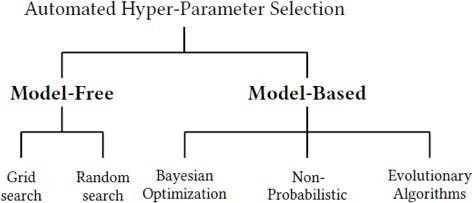 Automated Hyper-Parameter Selection
Model-Free Model-Based
Grid Random Bayesian Non- Evolutionary
search search Optimization Probabilistic Algorithms